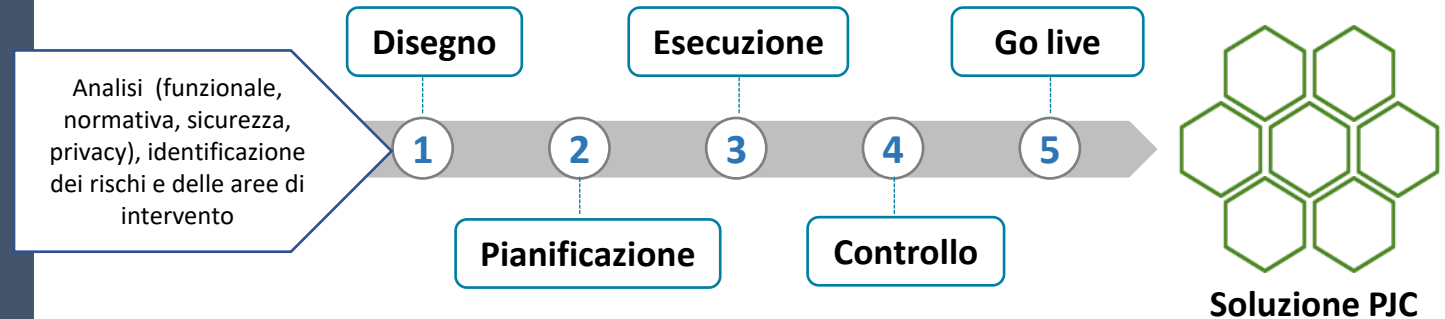 Analisi (funzionale,
normativa, sicurezza,
privacy), identificazione
dei rischi e delle aree di
intervento
Disegno
Esecuzione
Go live
1
2
3
4
5
Pianificazione
Controllo
Soluzione PJC